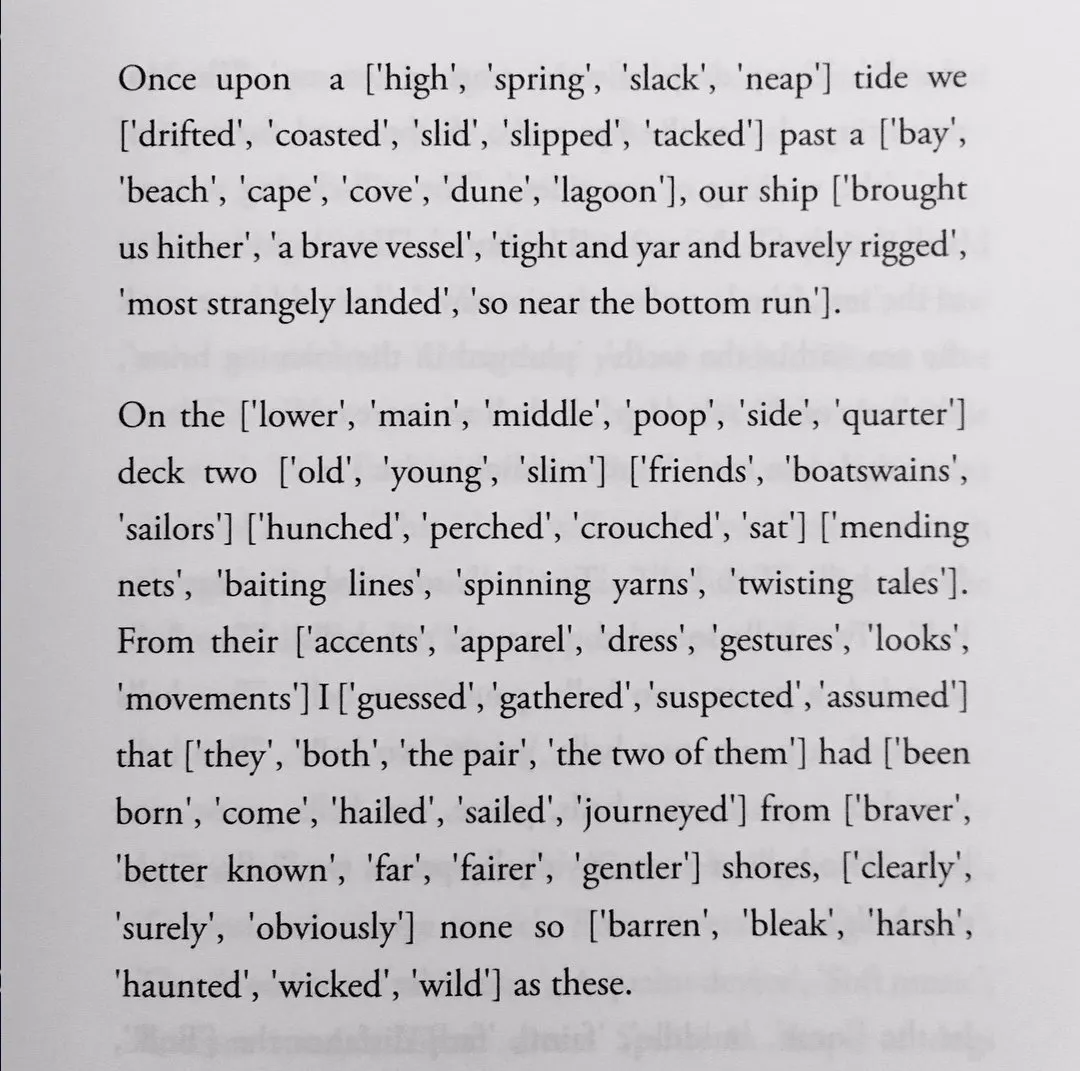 Once upon a ['high', 'spring', 'slack', 'neap'] tide we
['drifted', 'coasted', 'slid', 'slipped', 'tacked'] past a ['bay',
'beach', 'cape', 'cove', 'dune', 'lagoon'], our ship ['brought
us hither', 'a brave vessel', 'tight and yar and bravely rigged',
'most strangely landed', 'so near the bottom run'].
On the ['lower', 'main', 'middle', 'poop', 'side', 'quarter']
deck two ['old', 'young', 'slim'] ['friends', 'boatswains',
'sailors'] ['hunched', 'perched', 'crouched', 'sat'] ['mending
nets', 'baiting lines', 'spinning yarns', 'twisting tales'].
From their ['accents', 'apparel', 'dress', 'gestures', 'looks',
'movements'] I ['guessed', 'gathered', 'suspected', 'assumed']
that ['they', 'both', 'the pair', 'the two of them'] had ['been
born', 'come', 'hailed', 'sailed', 'journeyed'] from ['braver',
'better known', 'far', 'fairer', 'gentler'] shores, ['clearly',
'surely', 'obviously'] none so ['barren', 'bleak', 'harsh',
'haunted', 'wicked', 'wild'] as these.